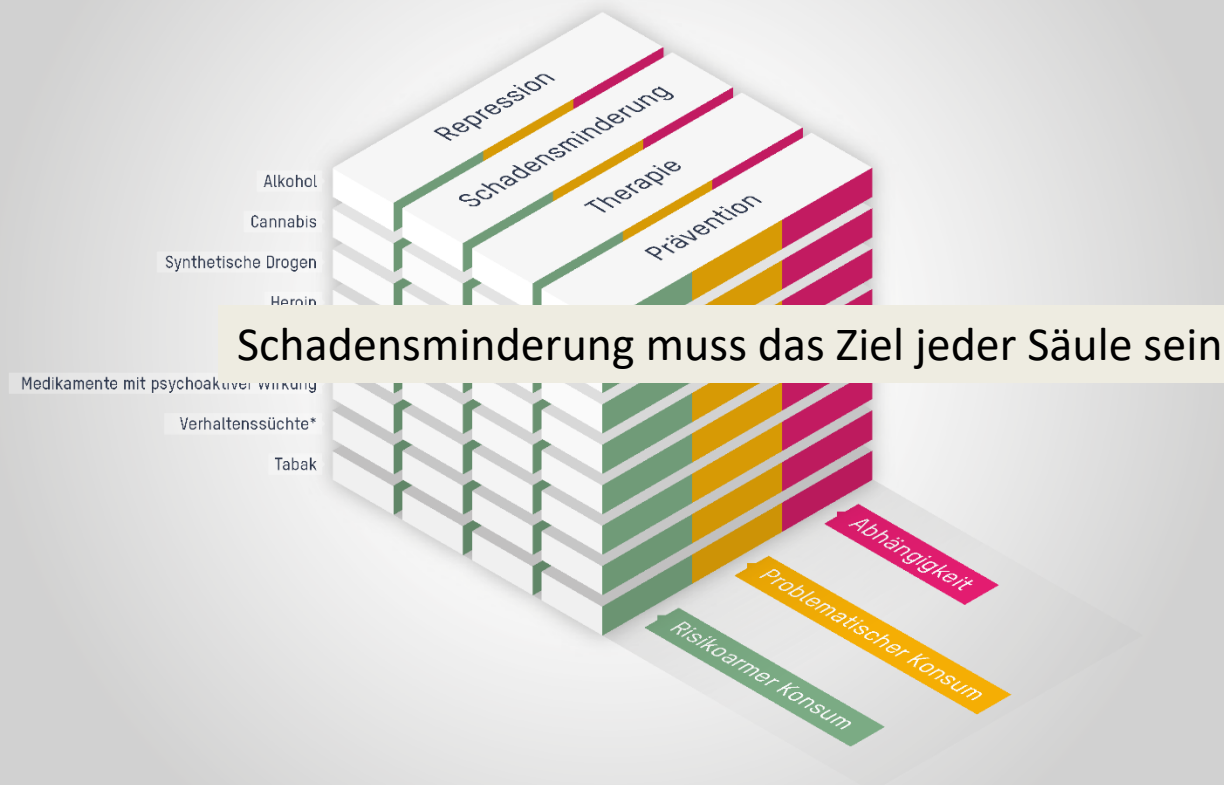 Repression
Schadensminderung
Therapie
Prävention
Alkohol
Cannabis
Synthetische Drogen
Heroin
Schadensminderung muss das Ziel jeder Säule sein
Medikamente mit psychoaktiver Wirkung
Verhaltenssüchte*
Tabak
Abhängigkeit
Problematischer Konsum
Risikoarmer Konsum